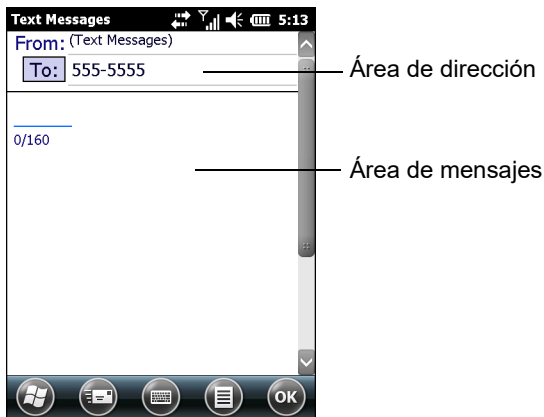 Text Messages 5:13
From: (Text Messages)
To: 555-5555
Área de dirección
0/160
Área de mensajes
OK